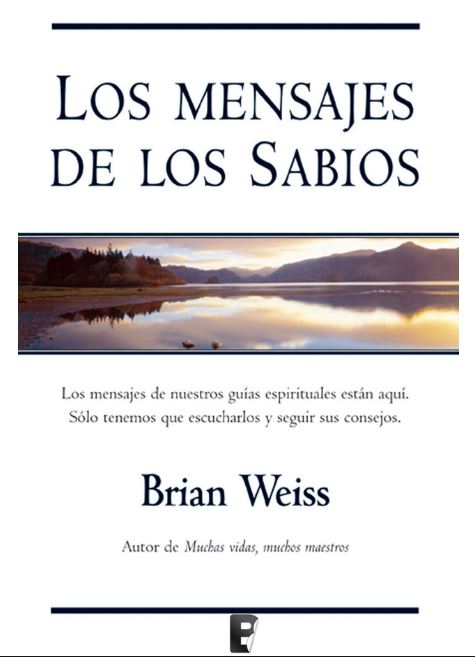 LOS MENSAJES
DE LOS SABIOS
Los mensajes de nuestros guías espirituales están aquí.
Sólo tenemos que escucharlos y seguir sus consejos.
Brian Weiss
Autor de Muchas vidas, muchos maestros
B